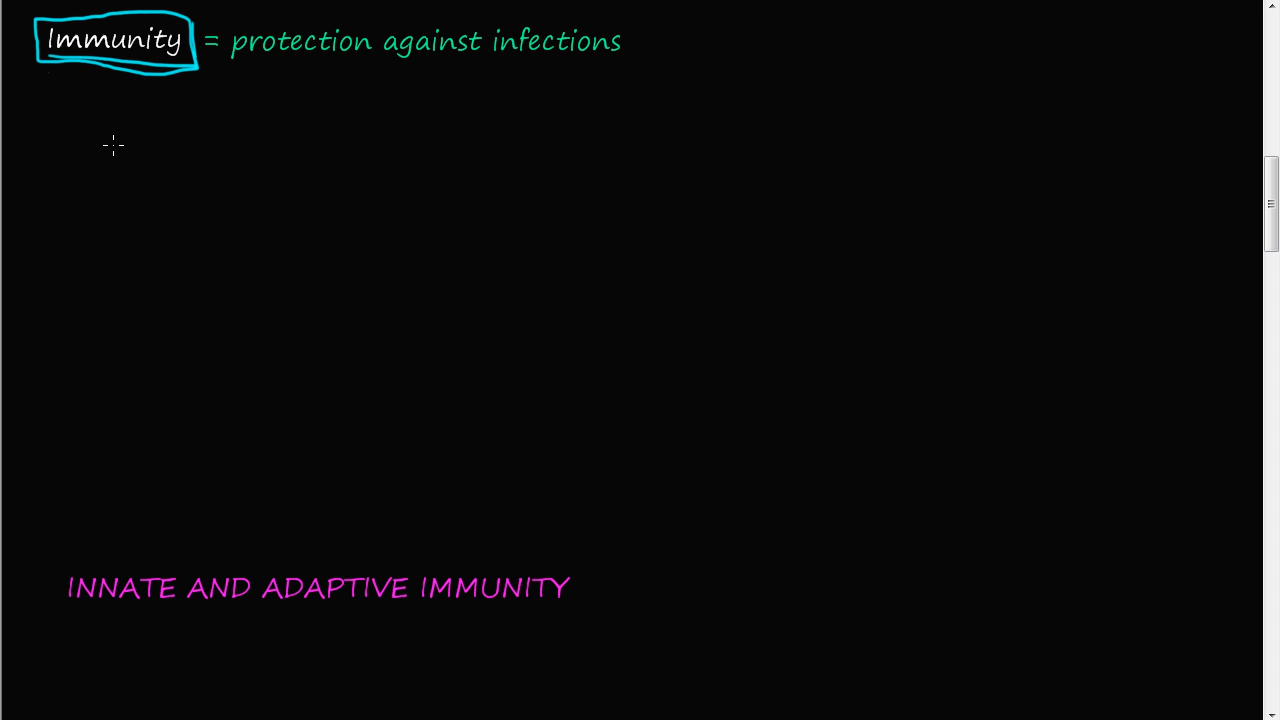 Immunity = protection against infections
INNATE AND ADAPTIVE IMMUNITY